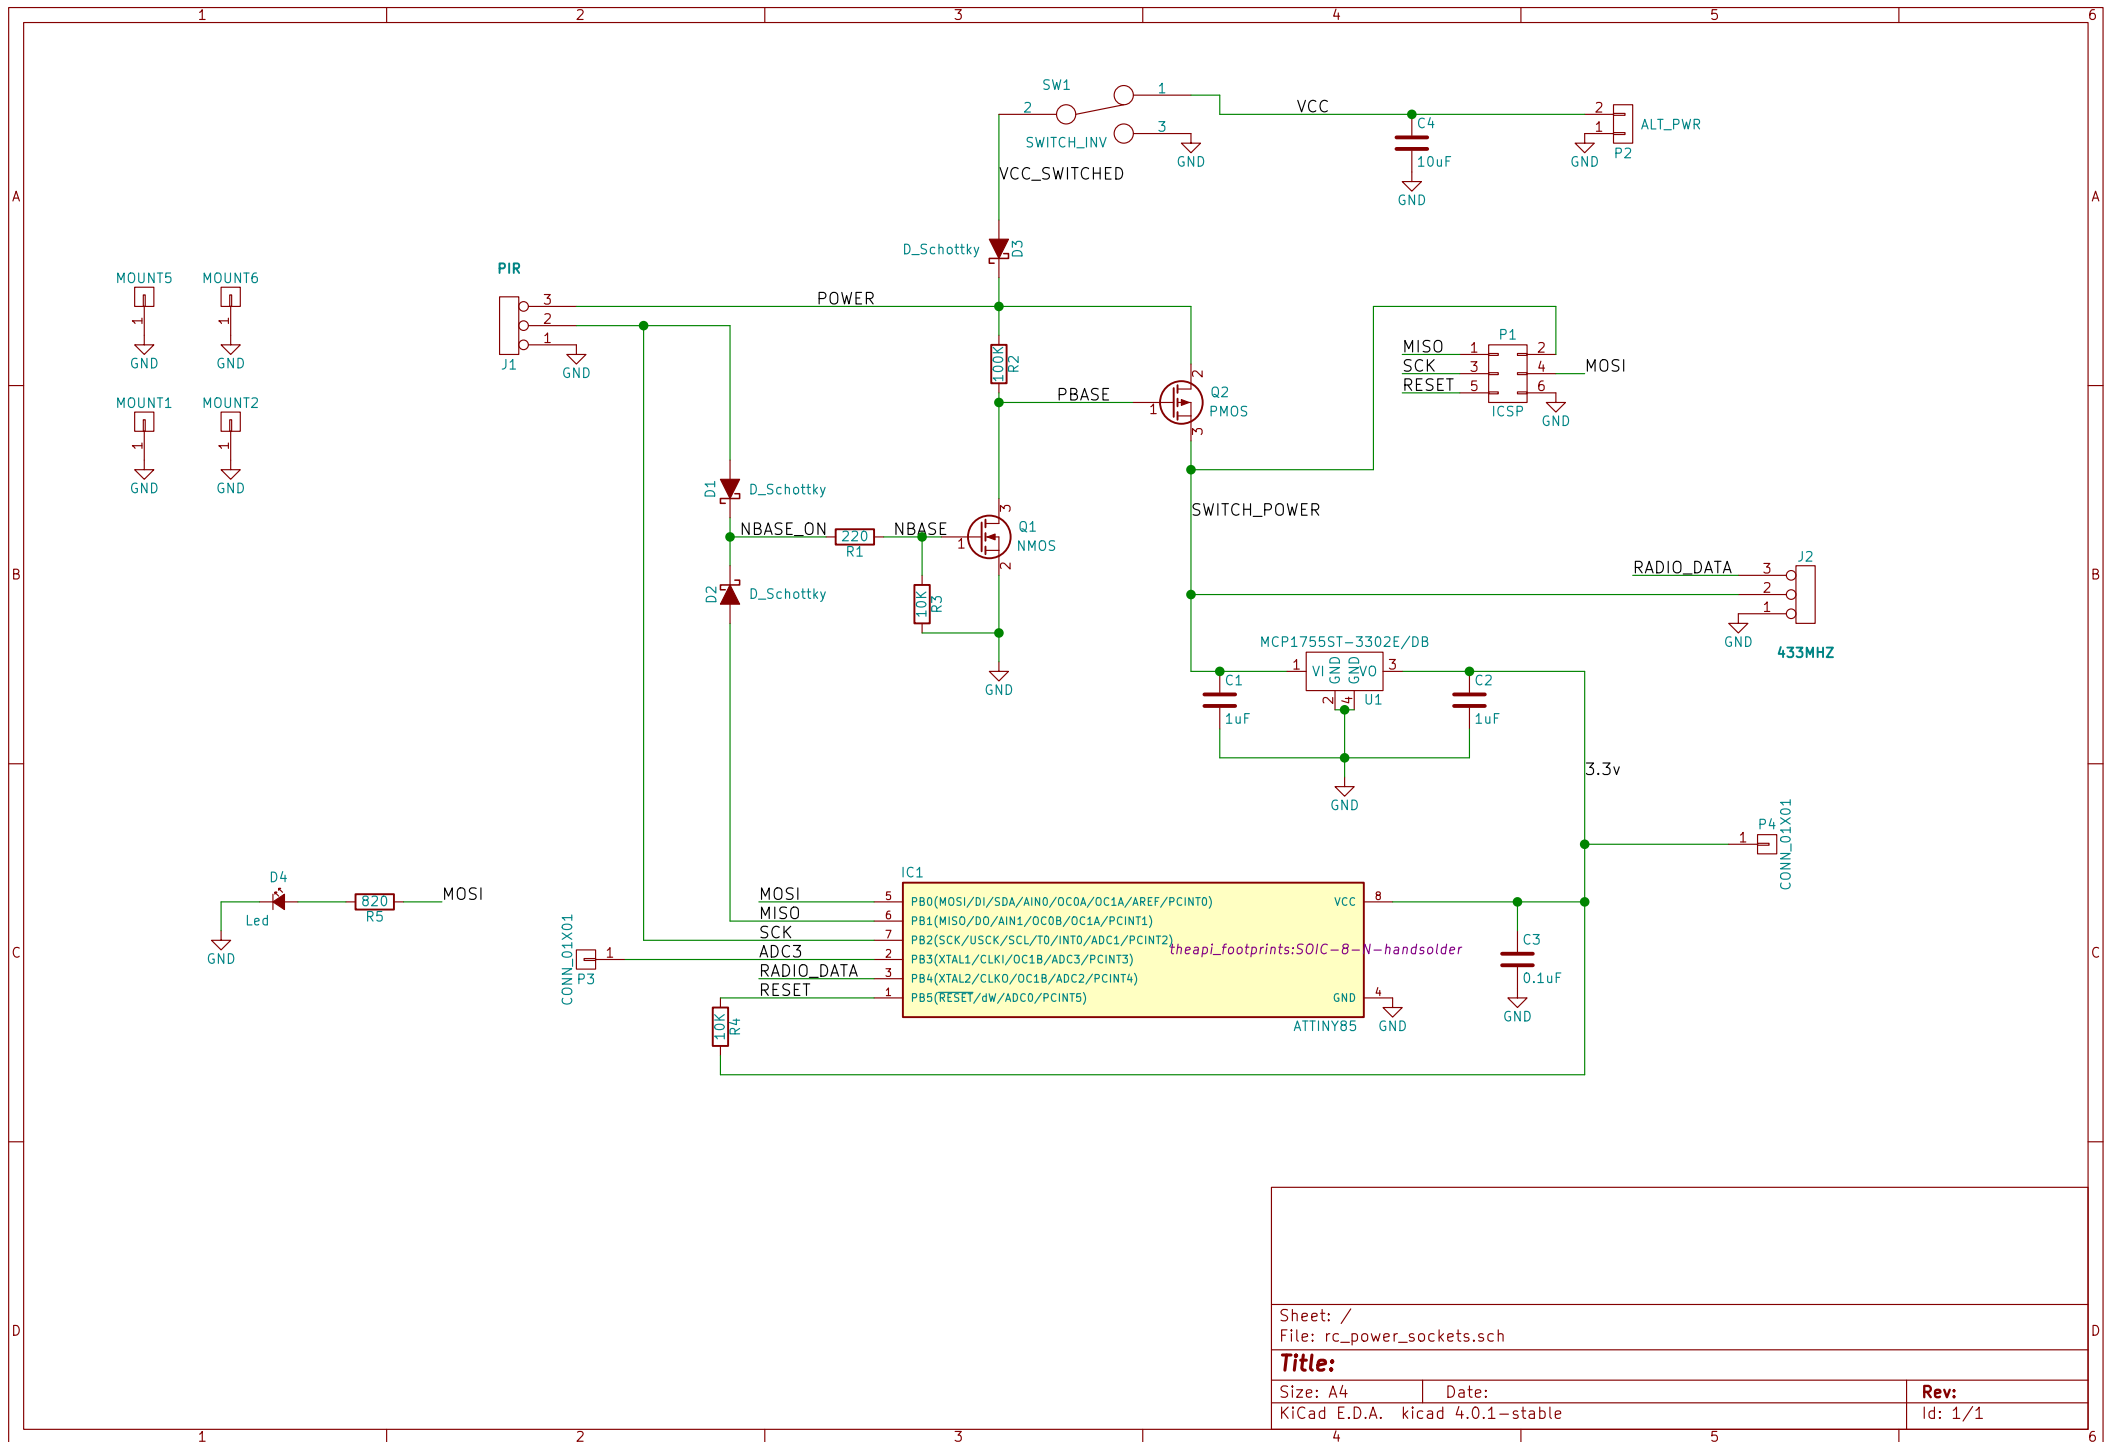 1 2 3 4 5 6
A
B
C
D
A
B
C
D
1 2 3 4 5 6
SW1
2
1
3
SWITCH_INV
GND
VCC
VCC_SWITCHED
C4
10uF
GND
2
1
ALT_PWR
P2
GND
D_Schottky
D3
PIR
3
2
1
J1
GND
POWER
MOUNT5
1
GND
MOUNT6
1
GND
MOUNT1
1
GND
MOUNT2
1
GND
100K
R2
PBASE
2
1
3
Q2
PMOS
P1
MISO 1
SCK 3
RESET 5
2
4 MOSI
6
ICSP
GND
SWITCH_POWER
D1
D_Schottky
NBASE_ON
220
R1
NBASE
3
1
2
Q1
NMOS
D2
D_Schottky
10K
R3
GND
J2
RADIO_DATA 3
2
1
GND
433MHZ
MCP1755ST-3302E/DB
1 VI GND GND VO 3
2 4
U1
C1
1uF
C2
1uF
GND
3.3v
P4
1
CONN_01X01
D4
Led
GND
820
R5
MOSI
IC1
MOSI 5 PB0(MOSI/DI/SDA/AIN0/OC0A/OC1A/AREF/PCINT0)
MISO 6 PB1(MISO/DO/AIN1/OC0B/OC1A/PCINT1)
SCK 7 PB2(SCK/USCK/SCL/T0/INT0/ADC1/PCINT2)
ADC3 2 PB3(XTAL1/CLKI/OC1B/ADC3/PCINT3)
RADIO_DATA 3 PB4(XTAL2/CLKO/OC1B/ADC2/PCINT4)
RESET 1 PB5(RESET/dW/ADC0/PCINT5)
VCC 8
GND 4
theapi_footprints:SOIC-8-N-handsolder
ATTINY85
GND
CONN_01X01
1
P3
10K
R4
C3
0.1uF
GND
Sheet: /
File: rc_power_sockets.sch
Title:
Size: A4 Date: Rev:
KiCad E.D.A. kicad 4.0.1-stable Id: 1/1